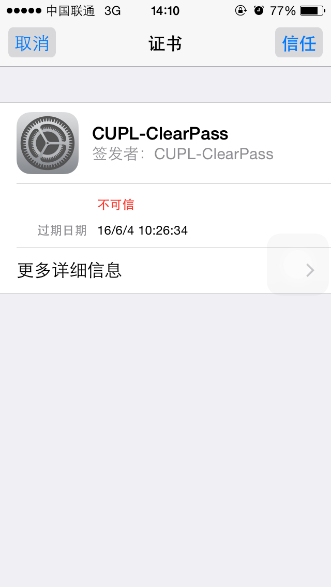 中国联通 3G 14:10 77%
取消 证书 信任
CUPL-ClearPass
签发者：CUPL-ClearPass
不可信
过期日期 16/6/4 10:26:34
更多详细信息